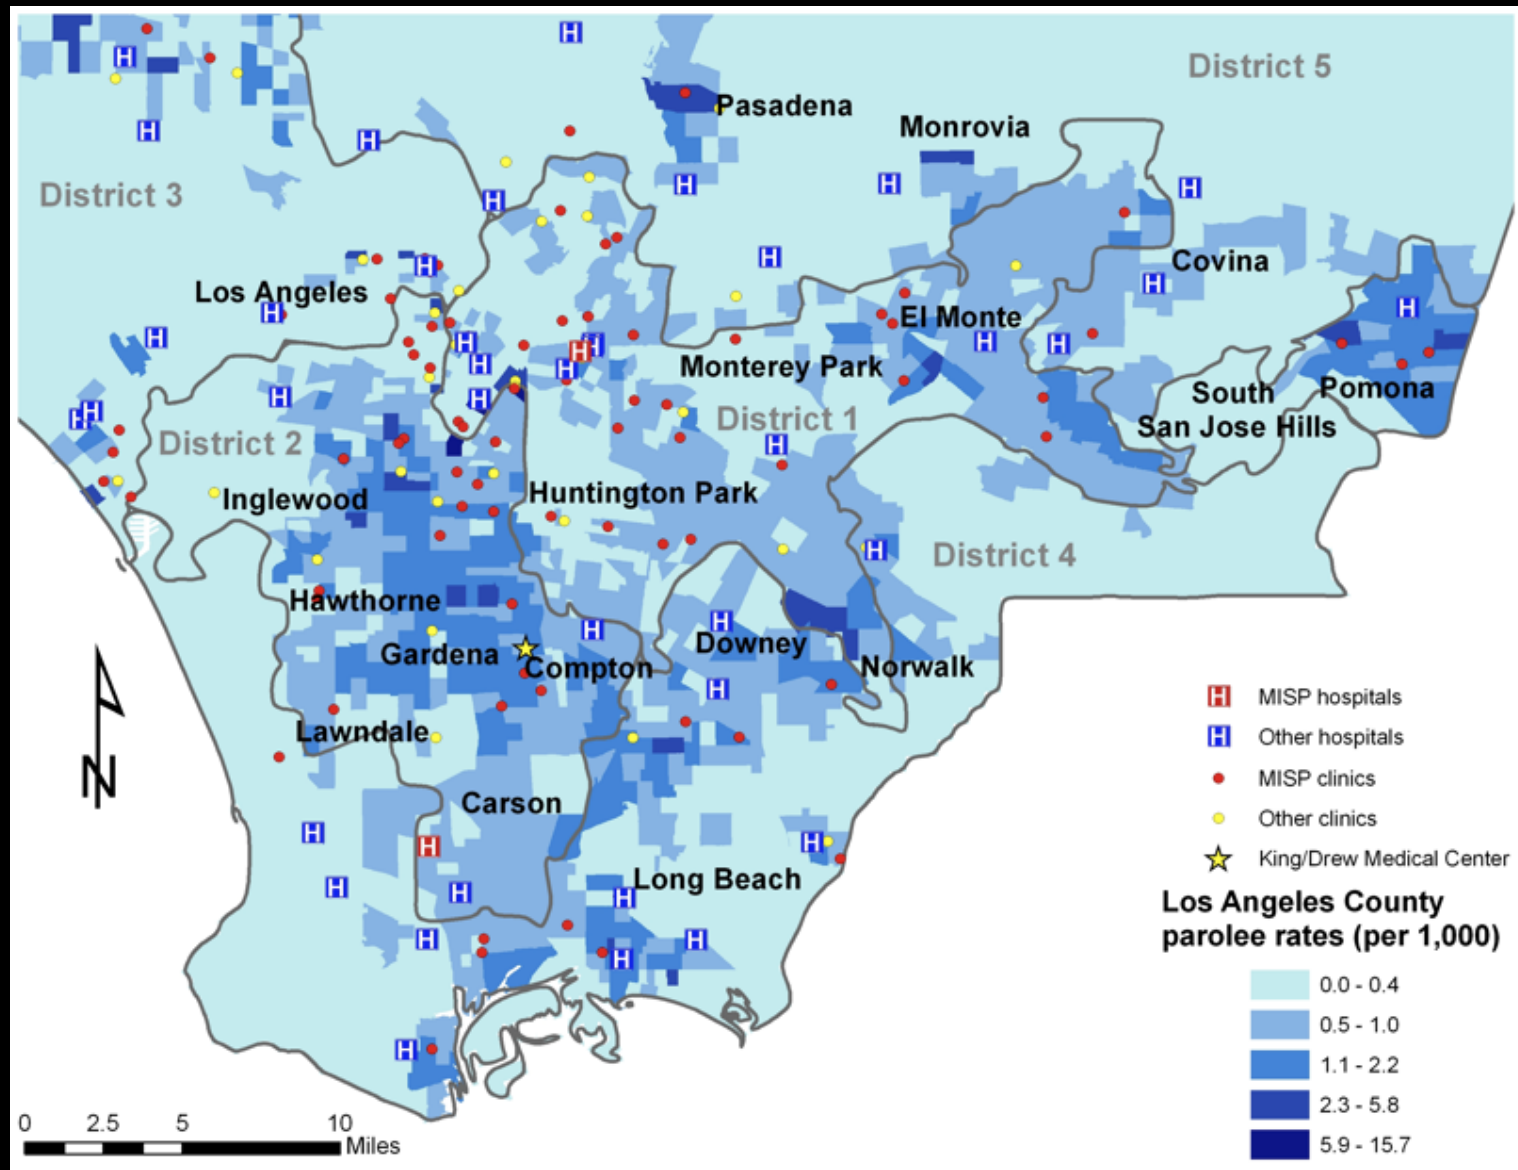 District 5
Pasadena
Monrovia
District 3
Covina
Los Angeles
El Monte
Monterey Park
South
San Jose Hills
Pomona
District 1
District 2
Inglewood
Huntington Park
District 4
Hawthorne
Gardena
Compton
Downey
Norwalk
Lawndale
Carson
Long Beach
N
H MISP hospitals
H Other hospitals
MISP clinics
Other clinics
King/Drew Medical Center
Los Angeles County
parolee rates (per 1,000)
0.0 - 0.4
0.5 - 1.0
1.1 - 2.2
2.3 - 5.8
5.9 - 15.7
0 2.5 5 10
Miles